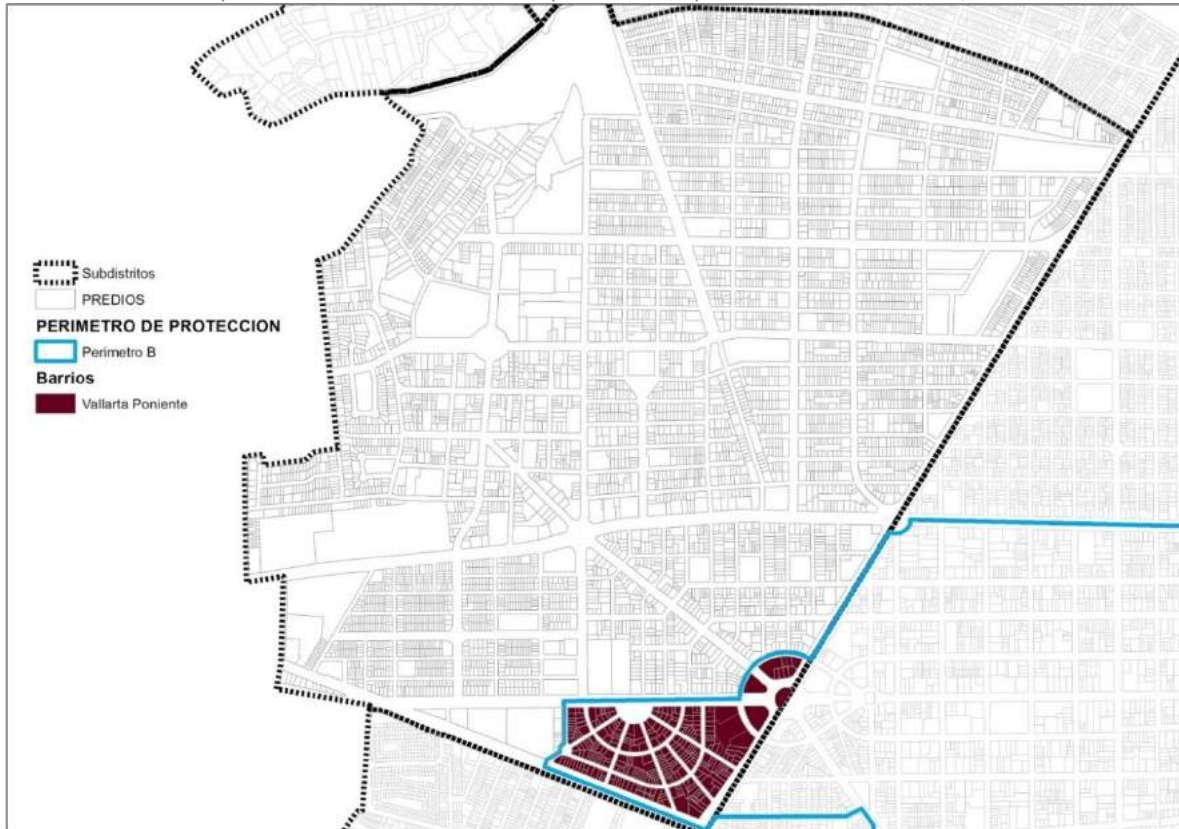 Subdistritos
PREDIOS
PERIMETRO DE PROTECCION
Perimetro B
Barrios
Vallarta Poniente